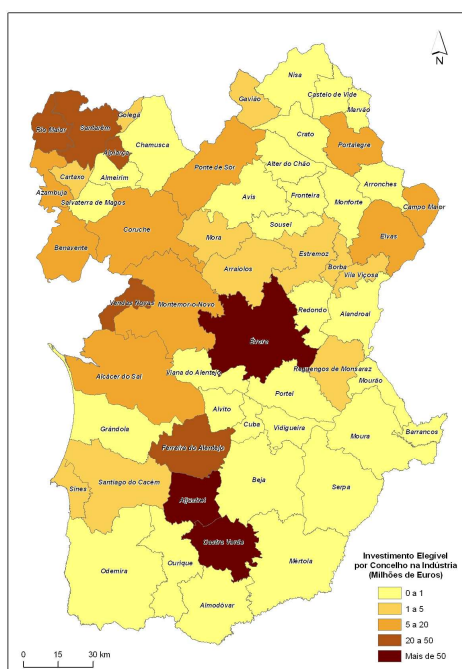 N
Nisa
Castelo de Vide
Gavião
Marvão
Golegã
Rio Maior
Santarém
Crato
Alpiarça
Chamusca
Portalegre
Ponte de Sor
Alter do Chão
Cartaxo
Almeirim
Azambuja
Arronches
Salvaterra de Magos
Avis
Fronteira
Monforte
Campo Maior
Sousel
Coruche
Elvas
Benavente
Mora
Estremoz
Borba
Vila Viçosa
Arraiolos
Vendas Novas
Montemor-o-Novo
Redondo
Alandroal
Évora
Reguengos de Monsaraz
Viana do Alentejo
Alcácer do Sal
Mourão
Portel
Alvito
Grândola
Cuba
Vidigueira
Barrancos
Moura
Ferreira do Alentejo
Beja
Serpa
Sines
Santiago do Cacém
Aljustrel
Castro Verde
Mértola
Ourique
Odemira
Almodôvar
Investimento Elegível
por Concelho na Indústria
(Milhões de Euros)
0 a 1
1 a 5
5 a 20
20 a 50
Mais de 50
0 15 30 km